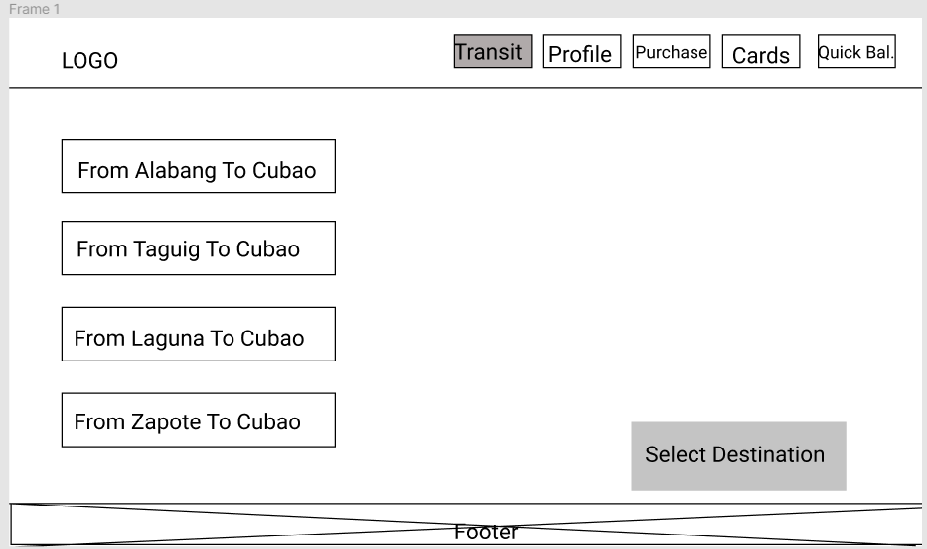 Frame 1
LOGO
Transit
Profile
Purchase
Cards
Quick Bal.
From Alabang To Cubao
From Taguig To Cubao
From Laguna To Cubao
From Zapote To Cubao
Select Destination
Footer